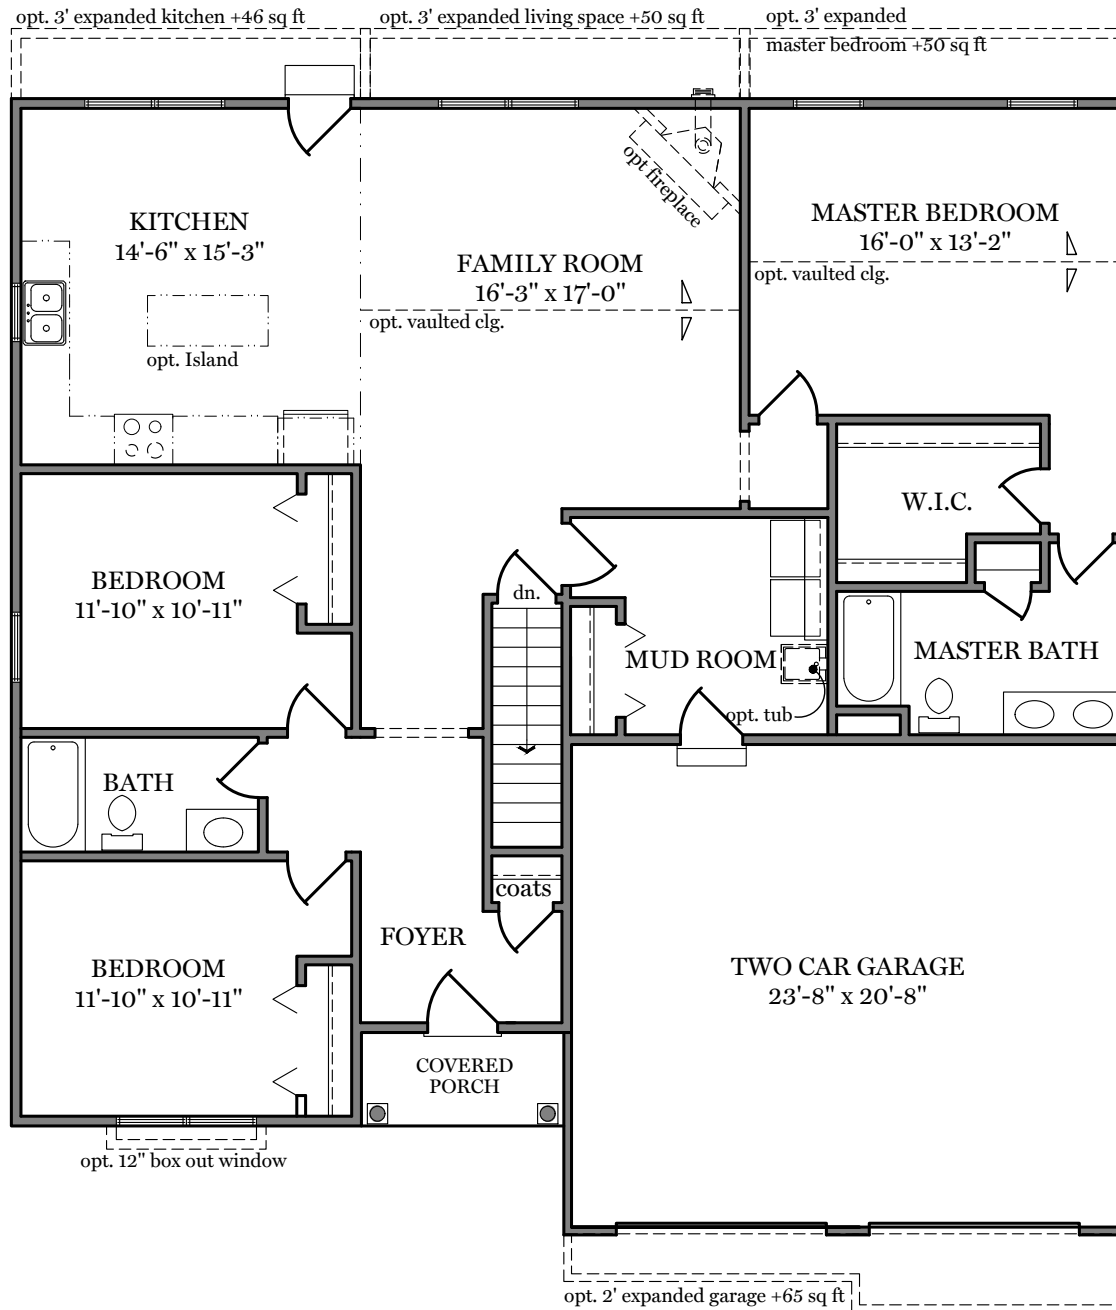 opt. 3' expanded kitchen +46 sq ft
opt. 3' expanded living space +50 sq ft
opt. 3' expanded
master bedroom +50 sq ft
opt fireplace
KITCHEN
14'-6" x 15'-3"
FAMILY ROOM
16'-3" x 17'-0"
opt. vaulted clg.
MASTER BEDROOM
16'-0" x 13'-2"
opt. vaulted clg.
opt. Island
W.I.C.
BEDROOM
11'-10" x 10'-11"
dn.
MUD ROOM
opt. tub
MASTER BATH
BATH
coats
FOYER
BEDROOM
11'-10" x 10'-11"
TWO CAR GARAGE
23'-8" x 20'-8"
COVERED
PORCH
opt. 12" box out window
opt. 2' expanded garage +65 sq ft